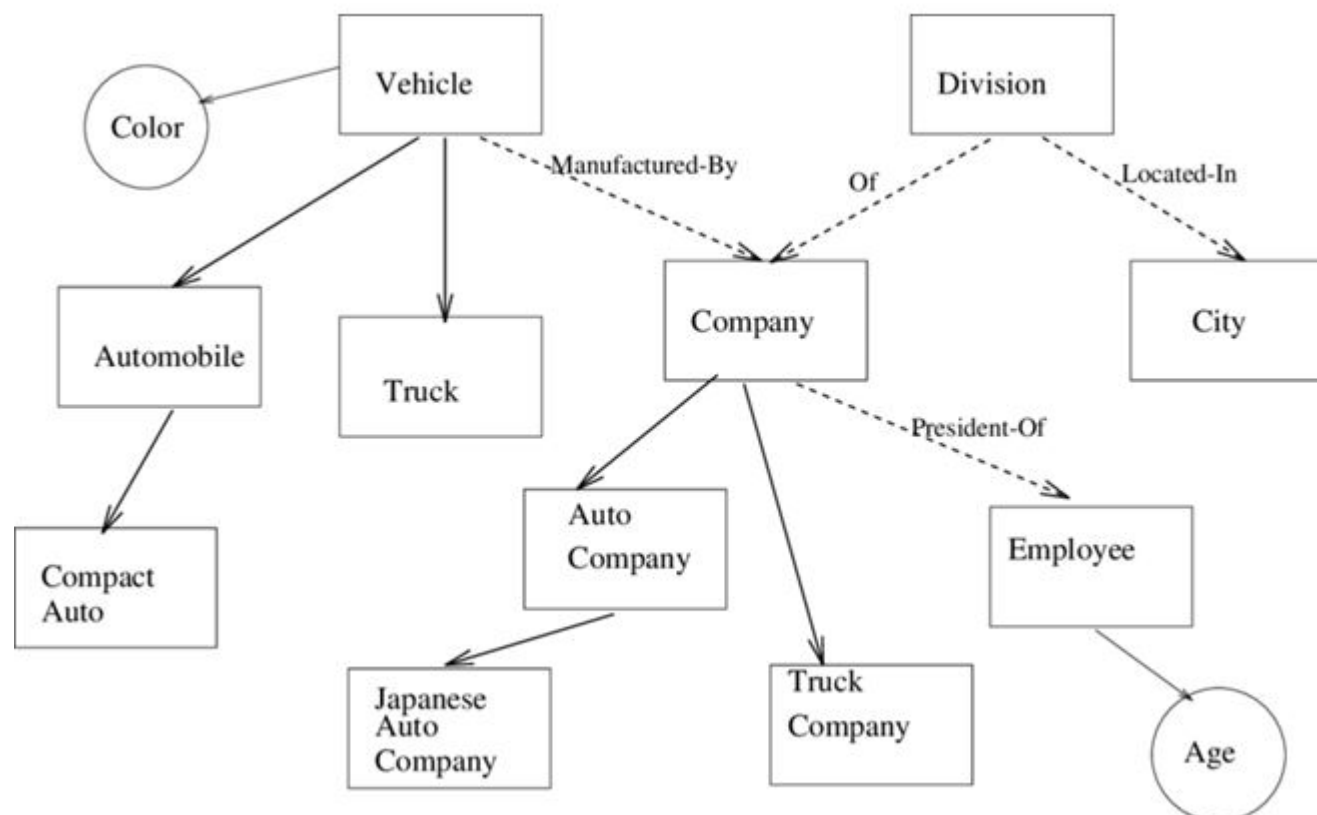 Vehicle
Division
Color
Manufactured-By
Of
Located-In
Company
City
Automobile
Truck
President-Of
Auto
Company
Employee
Compact
Auto
Japanese
Auto
Company
Truck
Company
Age